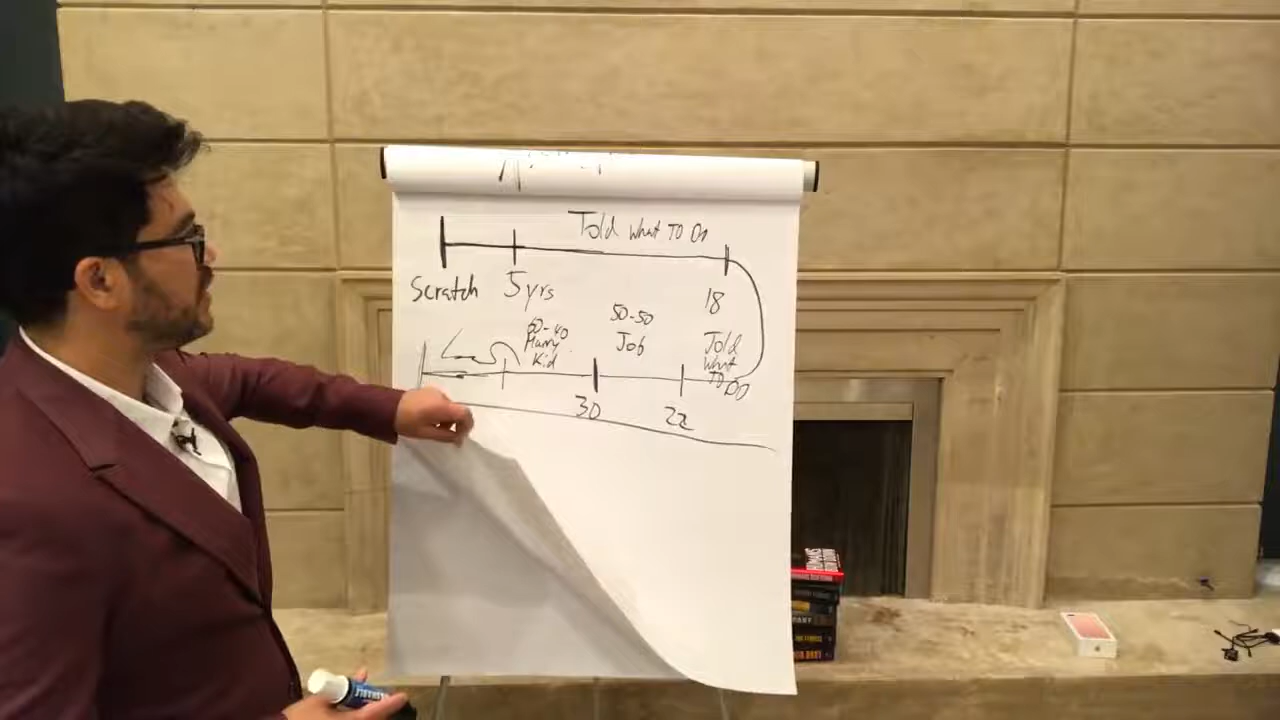 Told What TO DO
Scratch
5yrs
18
60-40
Marry
Kid
50-50
Job
Told
What
TO DO
30
22